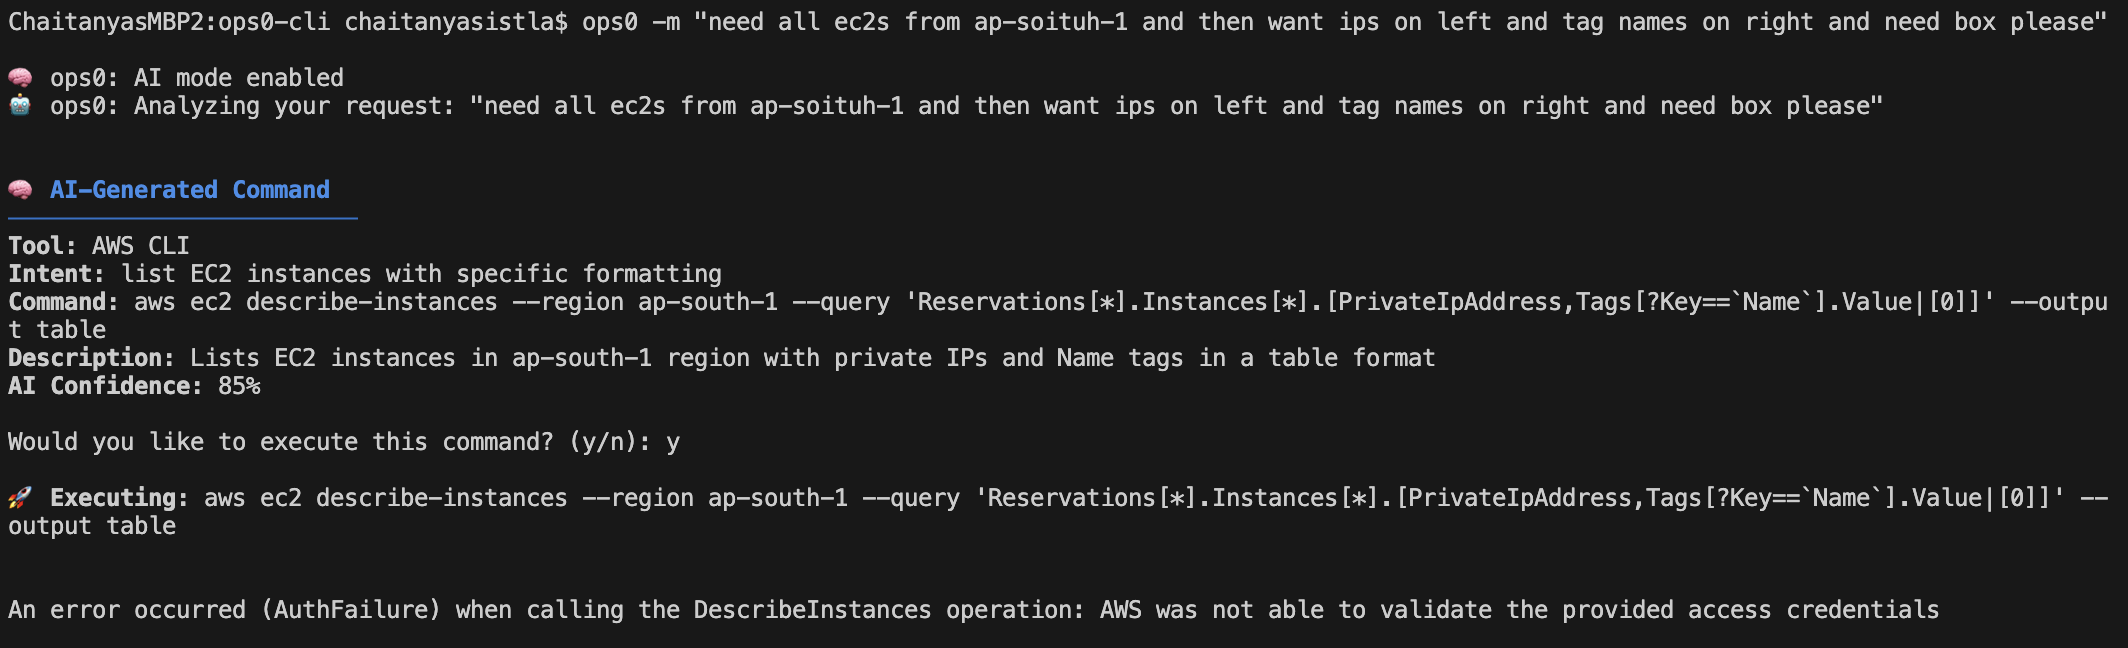 ChaitanyasMBP2:ops0-cli chaitanyasistla$ ops0 -m "need all ec2s from ap-soituh-1 and then want ips on left and tag names on right and need box please"
🧠 ops0: AI mode enabled
🤖 ops0: Analyzing your request: "need all ec2s from ap-soituh-1 and then want ips on left and tag names on right and need box please"
🧠 AI-Generated Command
Tool: AWS CLI
Intent: list EC2 instances with specific formatting
Command: aws ec2 describe-instances --region ap-south-1 --query 'Reservations[*].Instances[*].[PrivateIpAddress,Tags[?Key==`Name`].Value|[0]]' --outpu
t table
Description: Lists EC2 instances in ap-south-1 region with private IPs and Name tags in a table format
AI Confidence: 85%
Would you like to execute this command? (y/n): y
🚀 Executing: aws ec2 describe-instances --region ap-south-1 --query 'Reservations[*].Instances[*].[PrivateIpAddress,Tags[?Key==`Name`].Value|[0]]' --
output table
An error occurred (AuthFailure) when calling the DescribeInstances operation: AWS was not able to validate the provided access credentials